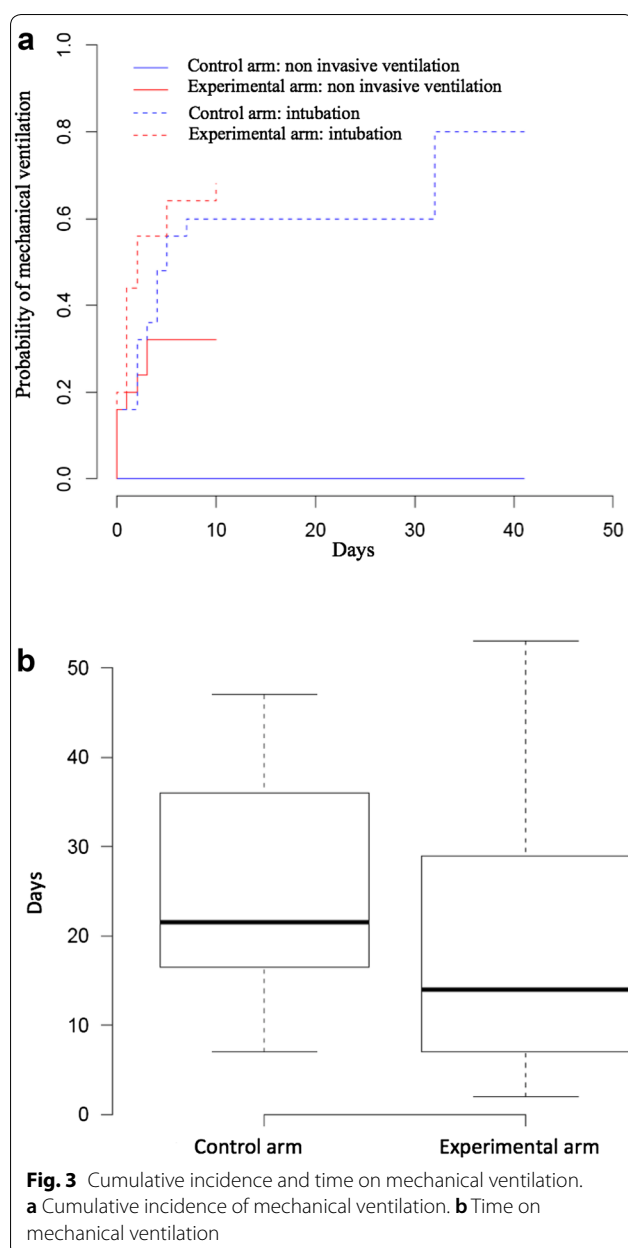 a
Control arm: non invasive ventilation
Experimental arm: non invasive ventilation
Control arm: intubation
Experimental arm: intubation
Probability of mechanical ventilation
1.0
0.8
0.6
0.4
0.2
0.0
0 10 20 30 40 50
Days
b
Days
50
40
30
20
10
0
Control arm Experimental arm
Fig. 3 Cumulative incidence and time on mechanical ventilation.
a Cumulative incidence of mechanical ventilation. b Time on
mechanical ventilation